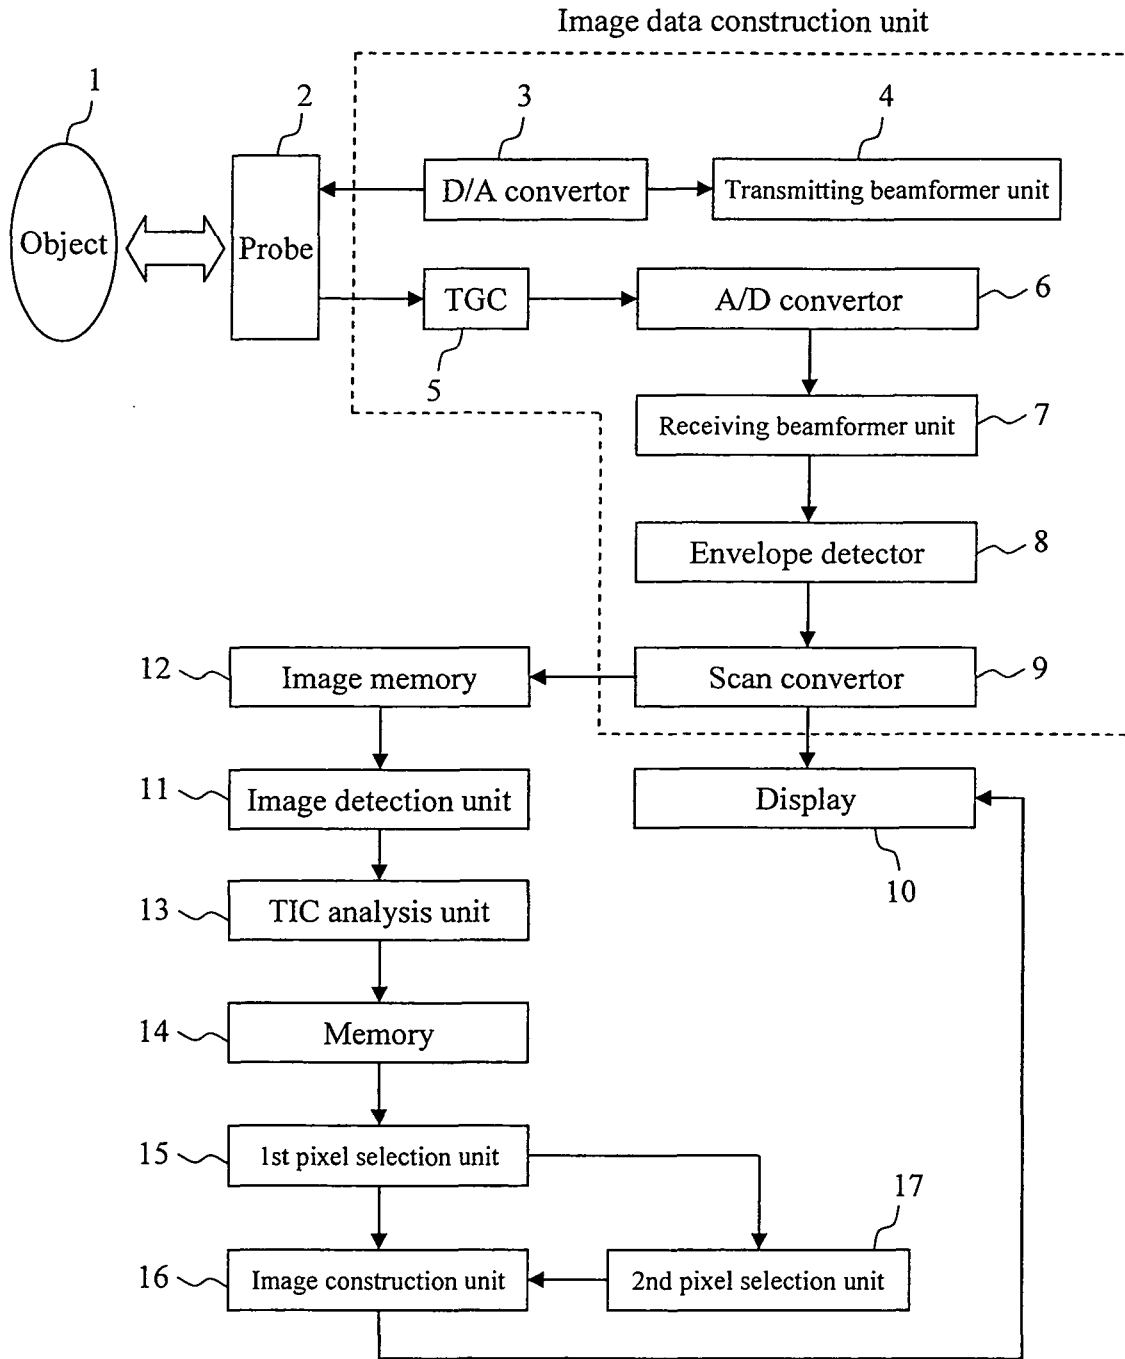 Image data construction unit
1
2
3
4
Object
Probe
D/A convertor
Transmitting beamformer unit
TGC
5
A/D convertor
6
Receiving beamformer unit
7
Envelope detector
8
12
Image memory
Scan convertor
9
11
Image detection unit
Display
10
13
TIC analysis unit
14
Memory
15
1st pixel selection unit
17
16
Image construction unit
2nd pixel selection unit